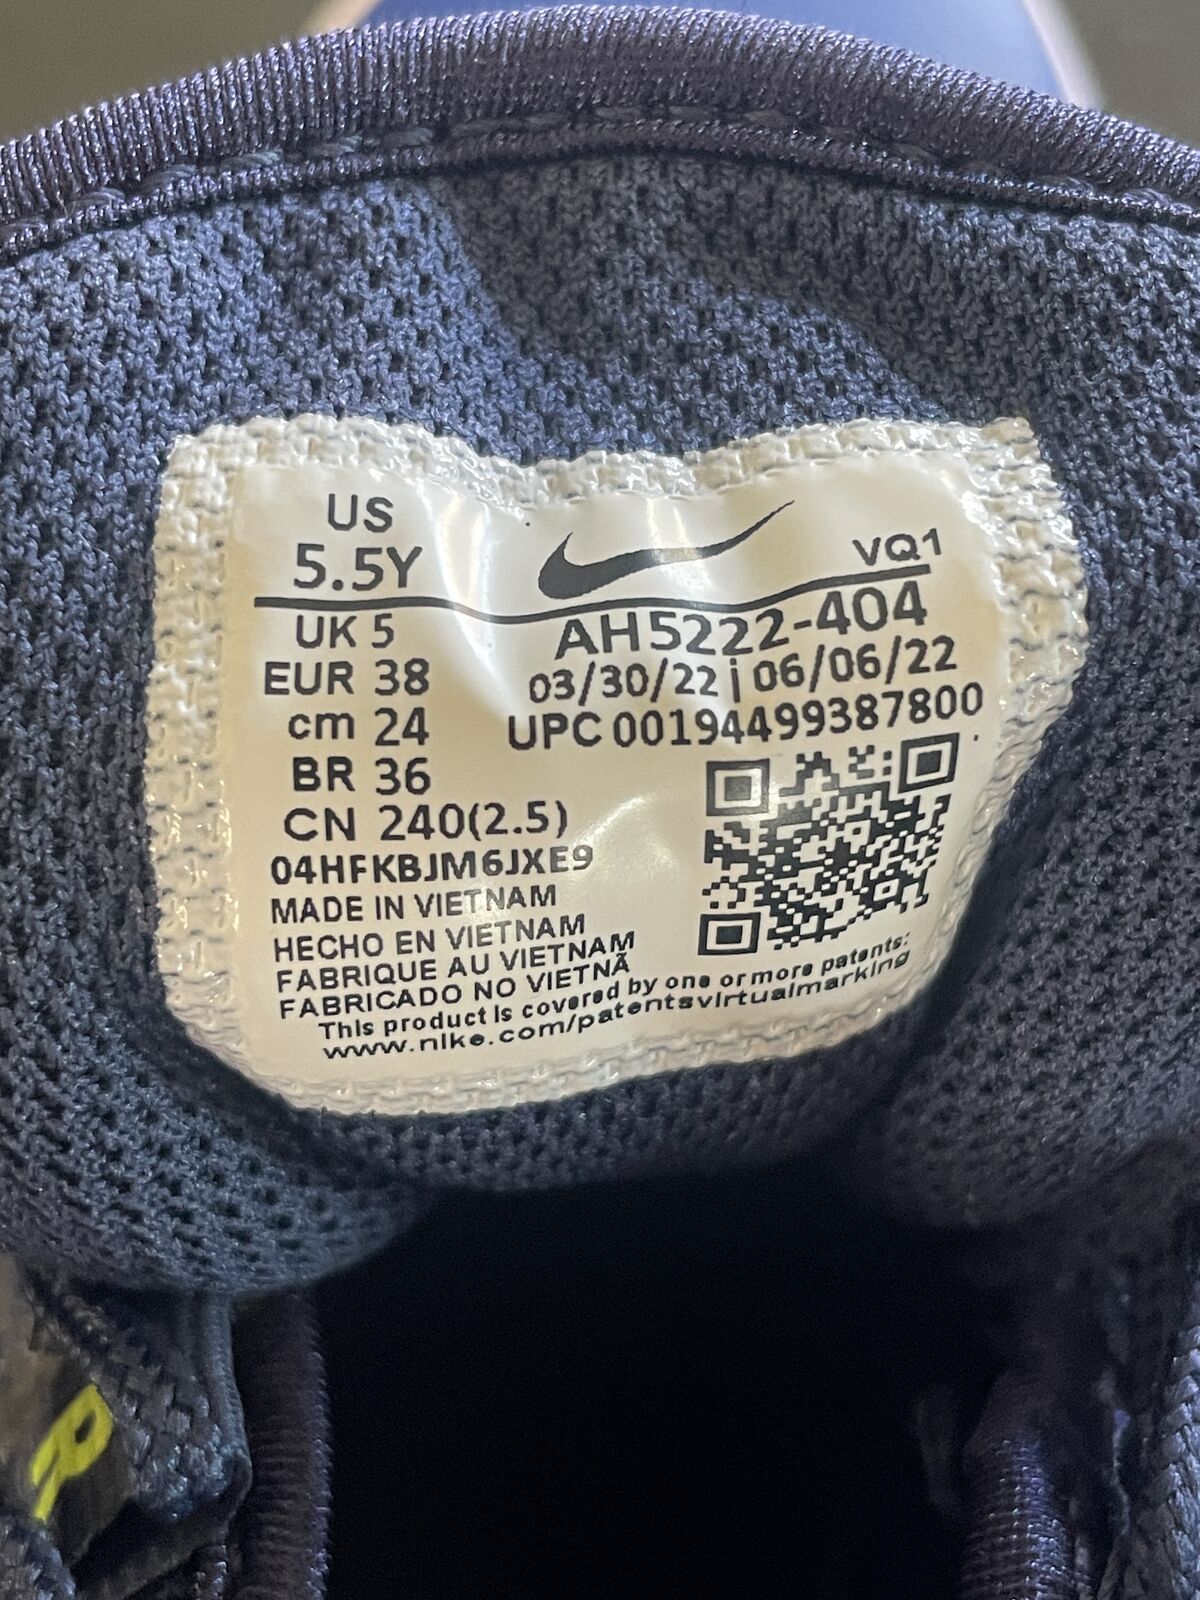 US
5.5Y
VQ1
UK 5
AH5222-404
EUR 38
03/30/22 | 06/06/22
cm 24
UPC 00194499387800
BR 36
CN 240(2.5)
04HFKBJM6JXE9
MADE IN VIETNAM
HECHO EN VIETNAM
FABRIQUE AU VIETNAM
FABRICADO NO VIETNÃ
This product is covered by one or more patents:
www.nike.com/patentsvirtualmarking
R